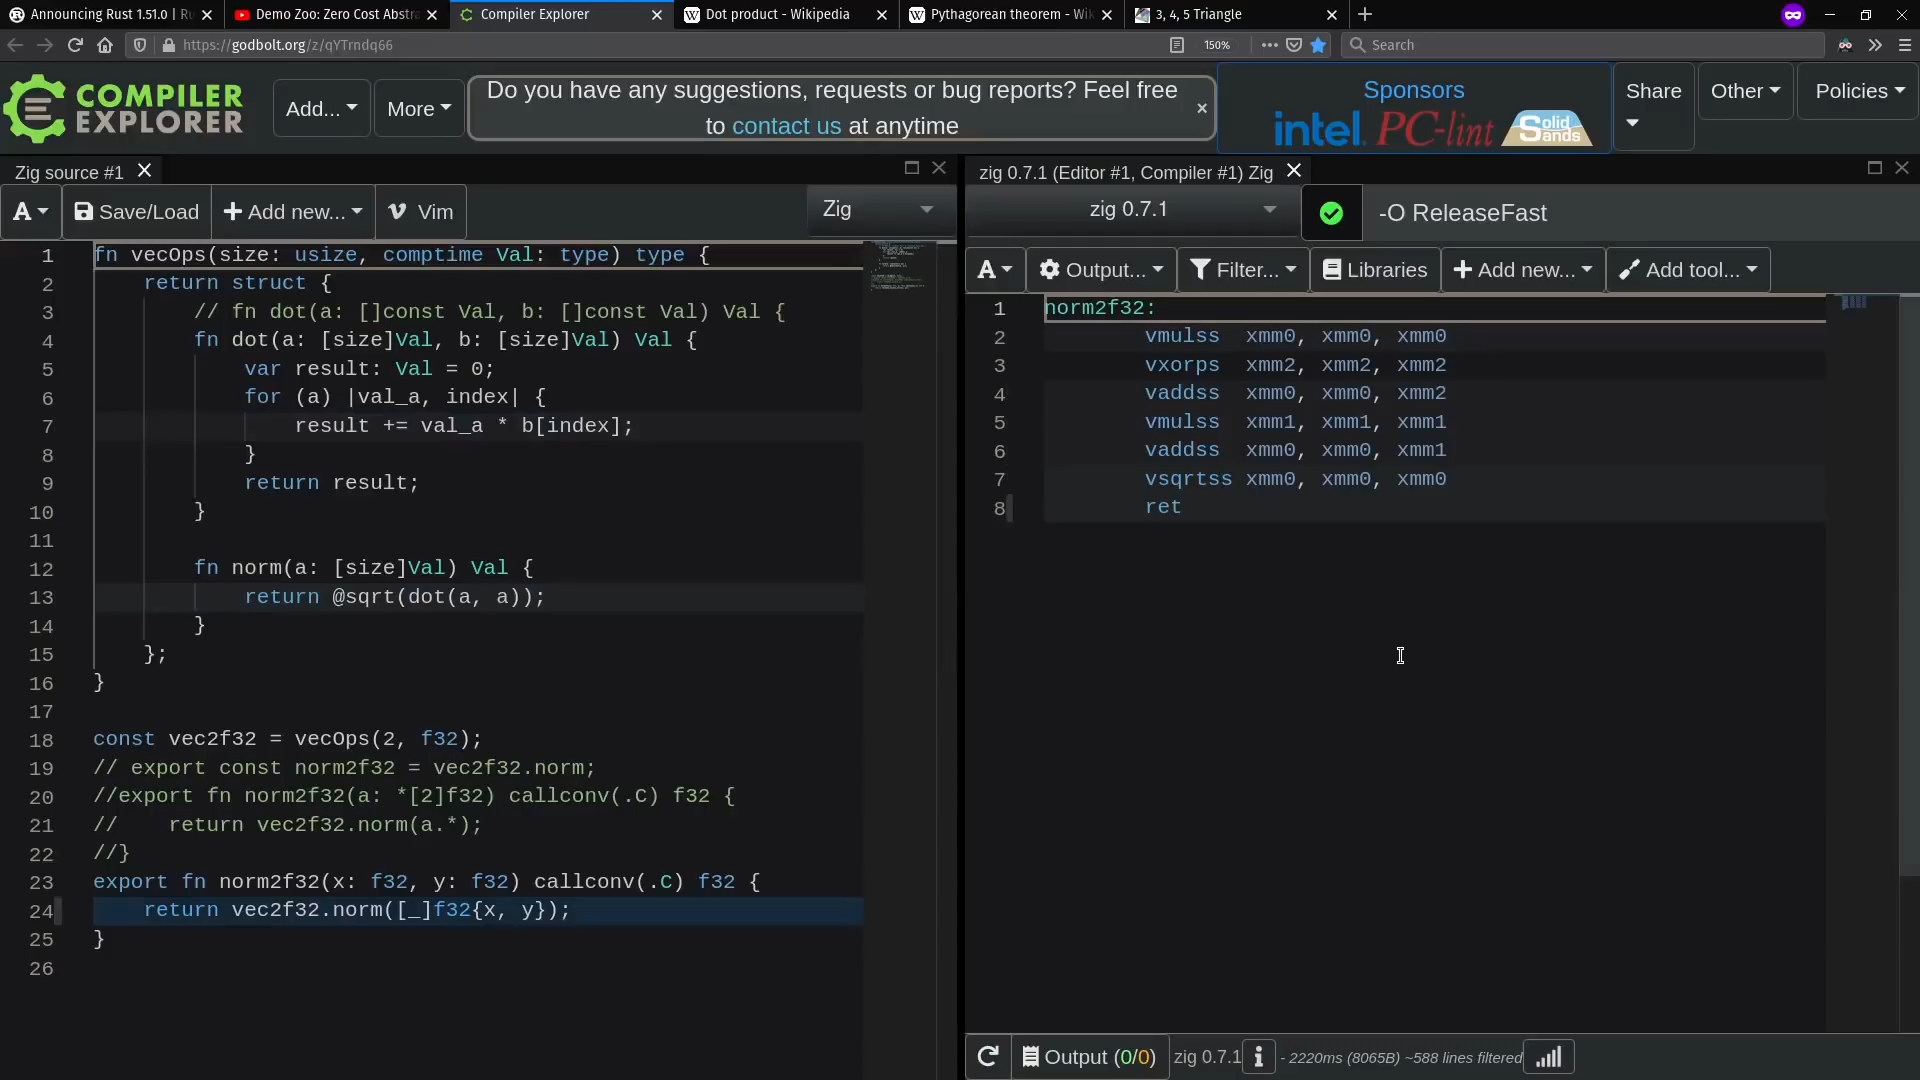 Announcing Rust 1.51.0 | Ru
Demo Zoo: Zero Cost Abstra
Compiler Explorer
Dot product - Wikipedia
Pythagorean theorem - Wik
3, 4, 5 Triangle
https://godbolt.org/z/qYTrndq66
150%
Search
COMPILER
EXPLORER
Add...
More
Do you have any suggestions, requests or bug reports? Feel free
to contact us at anytime
×
Sponsors
intel. PC-lint Solid Sands
Share
Other
Policies
Zig source #1
A
Save/Load
Add new...
Vim
Zig
1 fn vecOps(size: usize, comptime Val: type) type {
2 return struct {
3 // fn dot(a: []const Val, b: []const Val) Val {
4 fn dot(a: [size]Val, b: [size]Val) Val {
5 var result: Val = 0;
6 for (a) |val_a, index| {
7 result += val_a * b[index];
8 }
9 return result;
10 }
11
12 fn norm(a: [size]Val) Val {
13 return @sqrt(dot(a, a));
14 }
15 };
16 }
17
18 const vec2f32 = vecOps(2, f32);
19 // export const norm2f32 = vec2f32.norm;
20 //export fn norm2f32(a: *[2]f32) callconv(.C) f32 {
21 //    return vec2f32.norm(a.*);
22 //}
23 export fn norm2f32(x: f32, y: f32) callconv(.C) f32 {
24 return vec2f32.norm([_]f32{x, y});
25 }
26
zig 0.7.1 (Editor #1, Compiler #1) Zig
zig 0.7.1
-O ReleaseFast
A
Output...
Filter...
Libraries
Add new...
Add tool...
1 norm2f32:
2 vmulss xmm0, xmm0, xmm0
3 vxorps xmm2, xmm2, xmm2
4 vaddss xmm0, xmm0, xmm2
5 vmulss xmm1, xmm1, xmm1
6 vaddss xmm0, xmm0, xmm1
7 vsqrtss xmm0, xmm0, xmm0
8 ret
Output (0/0)
zig 0.7.1
- 2220ms (8065B) ~588 lines filtered